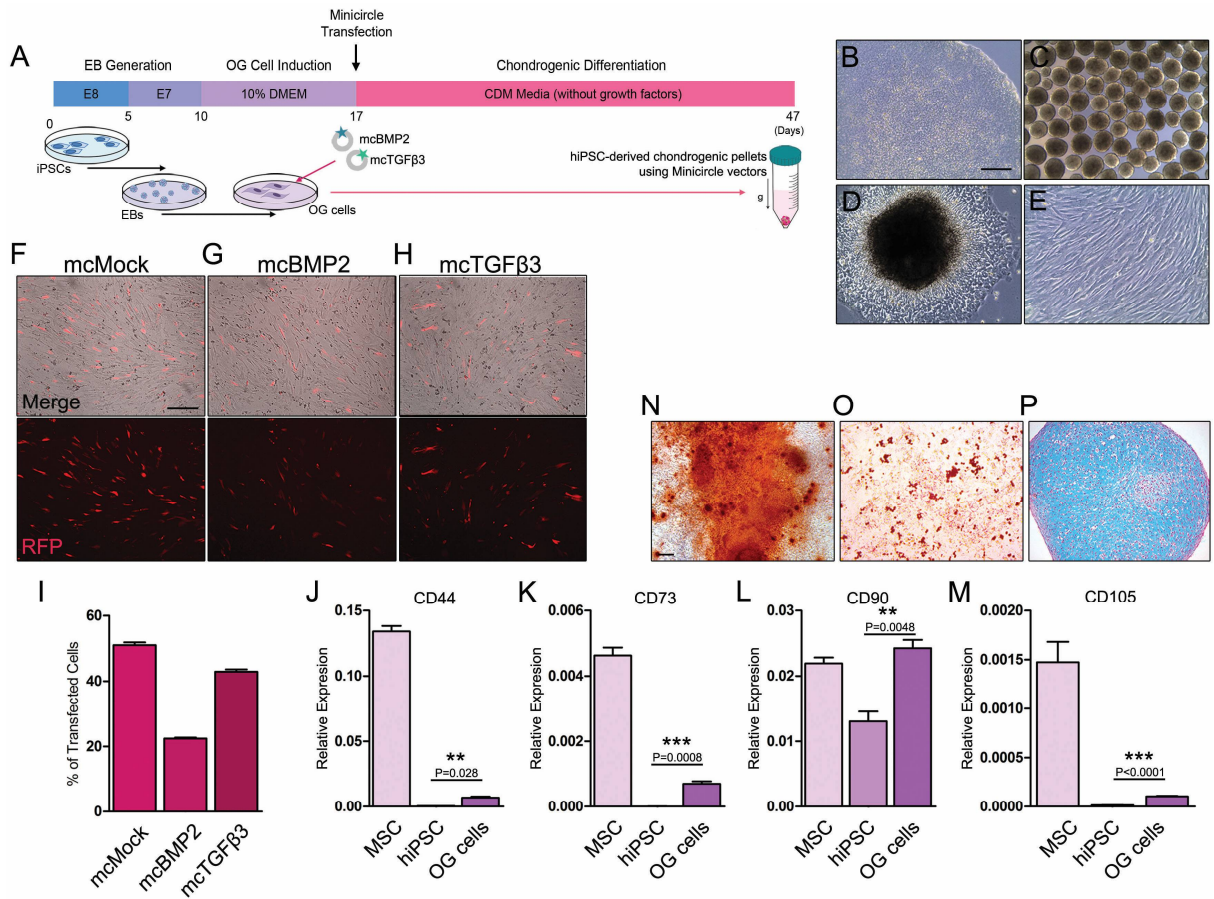 Minicircle
Transfection
A
EB Generation
OG Cell Induction
Chondrogenic Differentiation
E8
E7
10% DMEM
CDM Media (without growth factors)
0
5
10
17
47
(Days)
iPSCs
EBs
OG cells
mcBMP2
mcTGFβ3
hiPSC-derived chondrogenic pellets
using Minicircle vectors
g
B
C
D
E
F
mcMock
G
mcBMP2
H
mcTGFβ3
Merge
RFP
N
O
P
I
% of Transfected Cells
60
40
20
0
mcMock
mcBMP2
mcTGFβ3
J
CD44
Relative Expression
0.15
0.10
0.05
0.00
**
P=0.028
MSC
hiPSC
OG cells
K
CD73
Relative Expression
0.006
0.004
0.002
0.000
***
P=0.0008
MSC
hiPSC
OG cells
L
CD90
Relative Expression
0.03
0.02
0.01
0.00
**
P=0.0048
MSC
hiPSC
OG cells
M
CD105
Relative Expression
0.0020
0.0015
0.0010
0.0005
0.0000
***
P<0.0001
MSC
hiPSC
OG cells